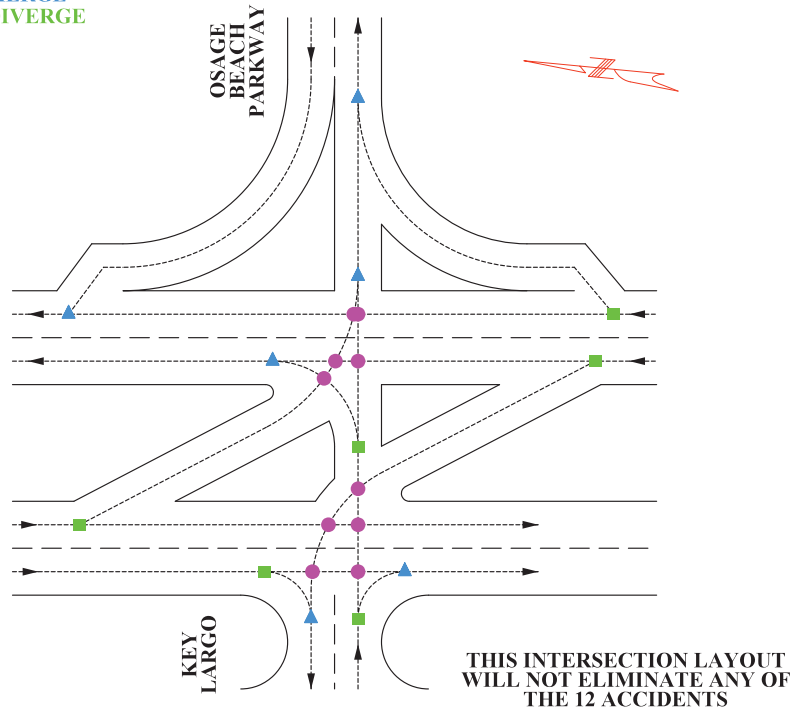 IVERGE
OSAGE
BEACH
PARKWAY
KEY
LARGO
THIS INTERSECTION LAYOUT
WILL NOT ELIMINATE ANY OF
THE 12 ACCIDENTS